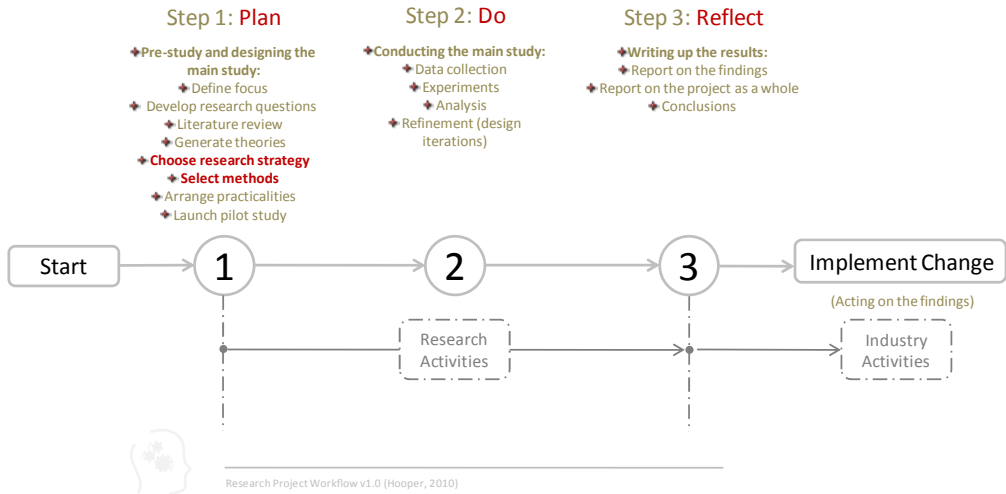 Step 1: Plan
Pre-study and designing the
main study:
Define focus
Develop research questions
Literature review
Generate theories
Choose research strategy
Select methods
Arrange practicalities
Launch pilot study
Step 2: Do
Conducting the main study:
Data collection
Experiments
Analysis
Refinement (design
iterations)
Step 3: Reflect
Writing up the results:
Report on the findings
Report on the project as a whole
Conclusions
Start
1
2
3
Implement Change
(Acting on the findings)
Research
Activities
Industry
Activities
Research Project Workflow v1.0 (Hooper, 2010)